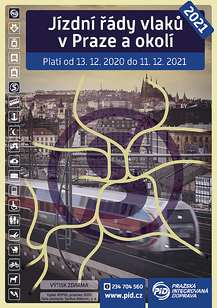 2021
Jízdní řády vlaků
v Praze a okolí
Platí od 13. 12. 2020 do 11. 12. 2021
S
VÝTISK ZDARMA
234 704 560
www.pid.cz
PID
PRAŽSKÁ
INTEGROVANÁ
DOPRAVA